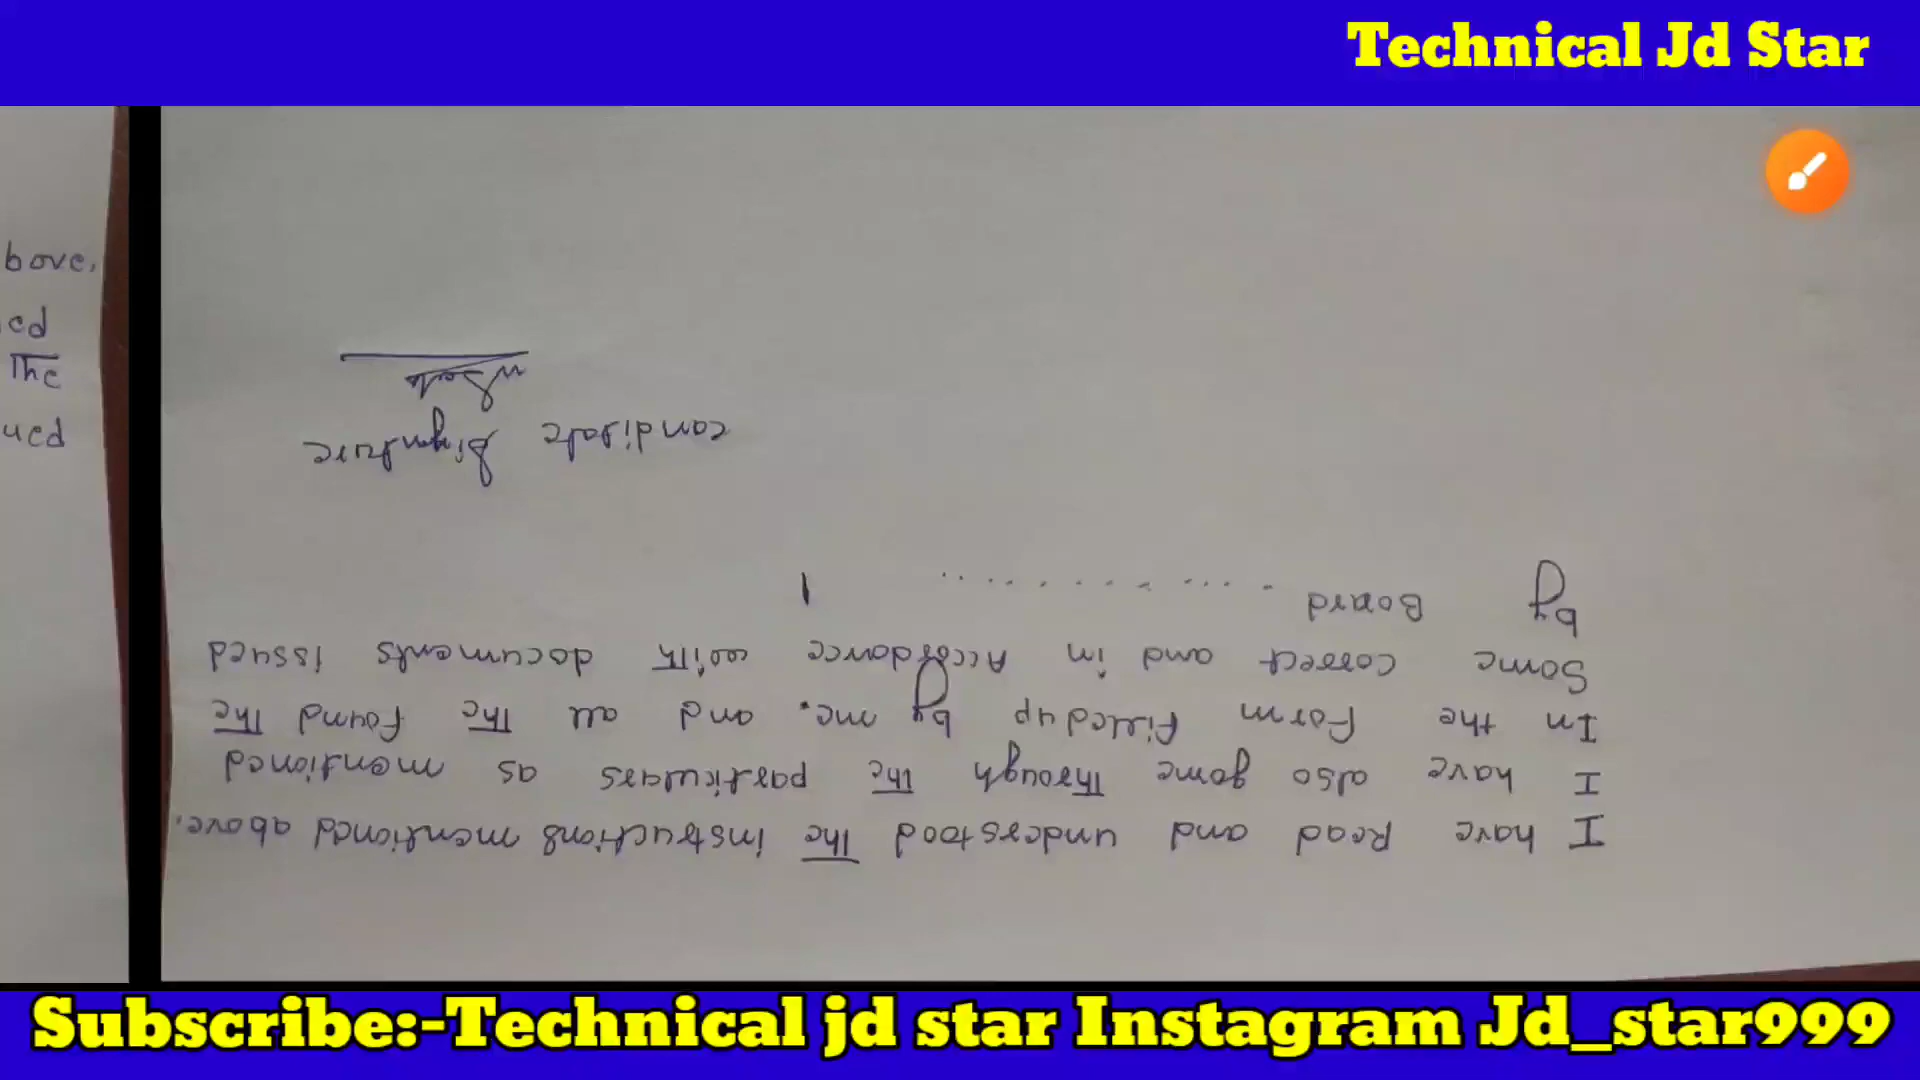 Technical Jd Star
bove.
ed
The
ued
I have Read and understood The instructions mentioned above.
I have also gome Through The particulars as mentioned
In the form filledup by me. and all The found The
Same correct and in Accordance with documents issued
by Board ..............
candidate Signature
Subscribe:-Technical jd star Instagram Jd_star999